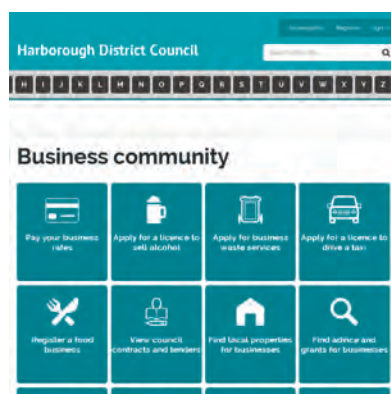 Register
Harborough District Council
H I J K L M N O P Q R S T U V W X Y Z
Business community
Pay your business
rates
Apply for a licence to
sell alcohol
Apply for business
waste services
Apply for a licence to
drive a taxi
Register a food
business
View council
contracts and tenders
Find local properties
for businesses
Find advice and
grants for businesses